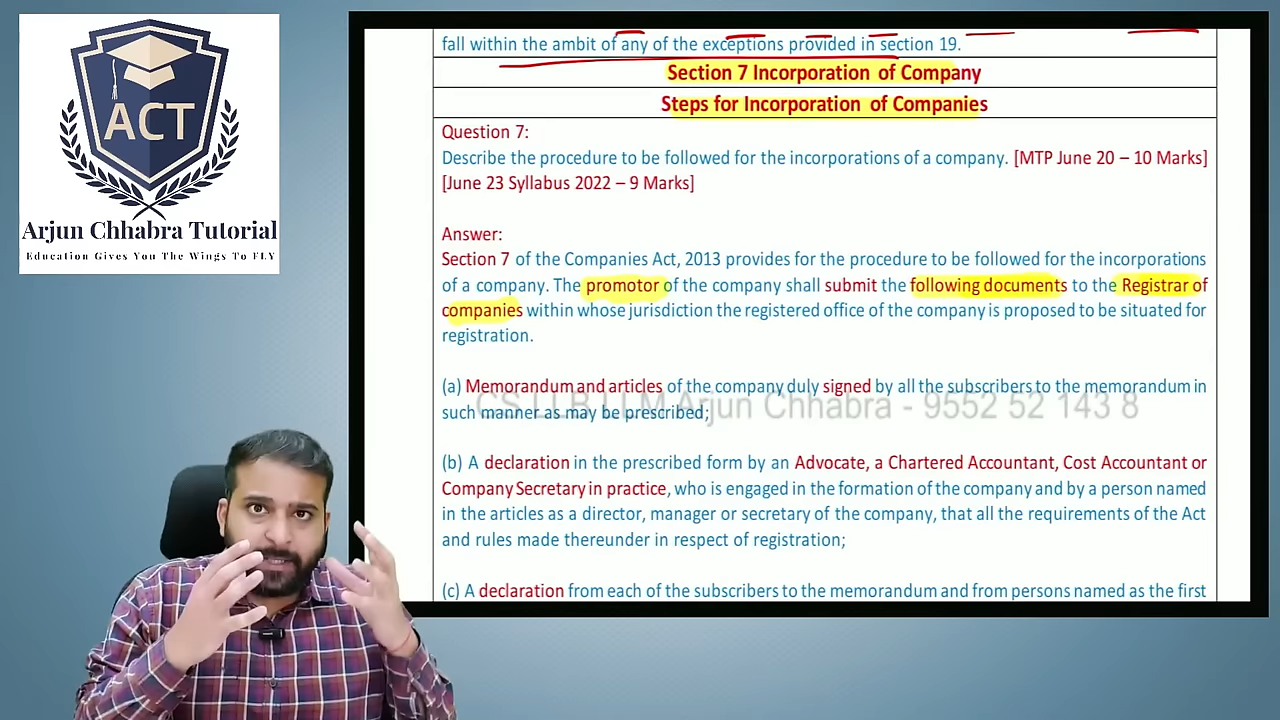 ACT
Arjun Chhabra Tutorial
Education Gives You The Wings To FLY
fall within the ambit of any of the exceptions provided in section 19.
Section 7 Incorporation of Company
Steps for Incorporation of Companies
Question 7:
Describe the procedure to be followed for the incorporations of a company. [MTP June 20 – 10 Marks]
[June 23 Syllabus 2022 – 9 Marks]
Answer:
Section 7 of the Companies Act, 2013 provides for the procedure to be followed for the incorporations
of a company. The promotor of the company shall submit the following documents to the Registrar of
companies within whose jurisdiction the registered office of the company is proposed to be situated for
registration.
(a) Memorandum and articles of the company duly signed by all the subscribers to the memorandum in
such manner as may be prescribed;
CS LLB LLM Arjun Chhabra - 9552 52 143 8
(b) A declaration in the prescribed form by an Advocate, a Chartered Accountant, Cost Accountant or
Company Secretary in practice, who is engaged in the formation of the company and by a person named
in the articles as a director, manager or secretary of the company, that all the requirements of the Act
and rules made thereunder in respect of registration;
(c) A declaration from each of the subscribers to the memorandum and from persons named as the first